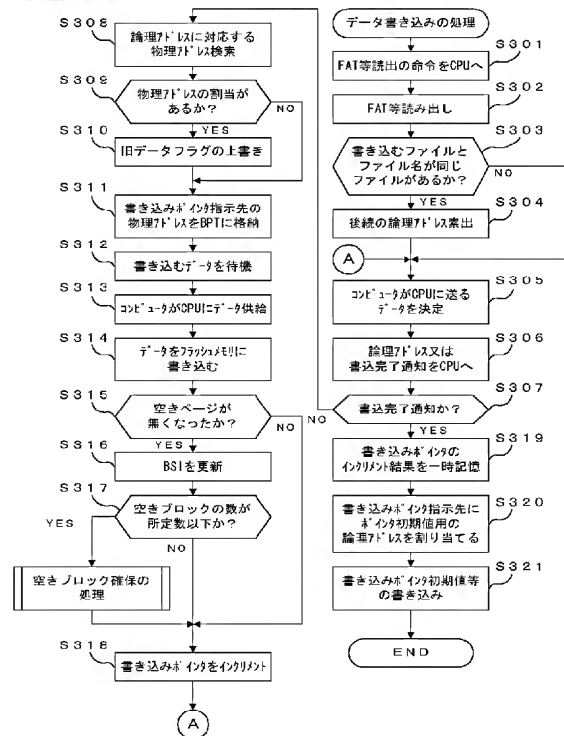 データ書き込みの処理
S301
FAT等読出の命令をCPUへ
S302
FAT等読み出し
S303
書き込むファイルと
ファイル名が同じ
ファイルがあるか?
NO
YES
S304
後続の論理アドレス索出
A
S305
コンピュータがCPUに送る
データを決定
S306
論理アドレス又は
書込完了通知をCPUへ
S307
書込完了通知か?
NO
YES
S319
書き込みポインタの
インクリメント結果を一時記憶
S320
書き込みポインタ指示先に
ポインタ初期値用の
論理アドレスを割り当てる
S321
書き込みポインタ初期値等
の書き込み
END
S308
論理アドレスに対応する
物理アドレス検索
S309
物理アドレスの割当が
あるか?
NO
YES
S310
旧データフラグの上書き
S311
書き込みポインタ指示先の
物理アドレスをBPTに格納
S312
書き込むデータを待機
S313
コンピュータがCPUにデータ供給
S314
データをフラッシュメモリに
書き込む
S315
空きページが
無くなったか?
NO
YES
S316
BSIを更新
S317
空きブロックの数が
所定数以下か?
YES
NO
空きブロック確保の
処理
S318
書き込みポインタをインクリメント
A